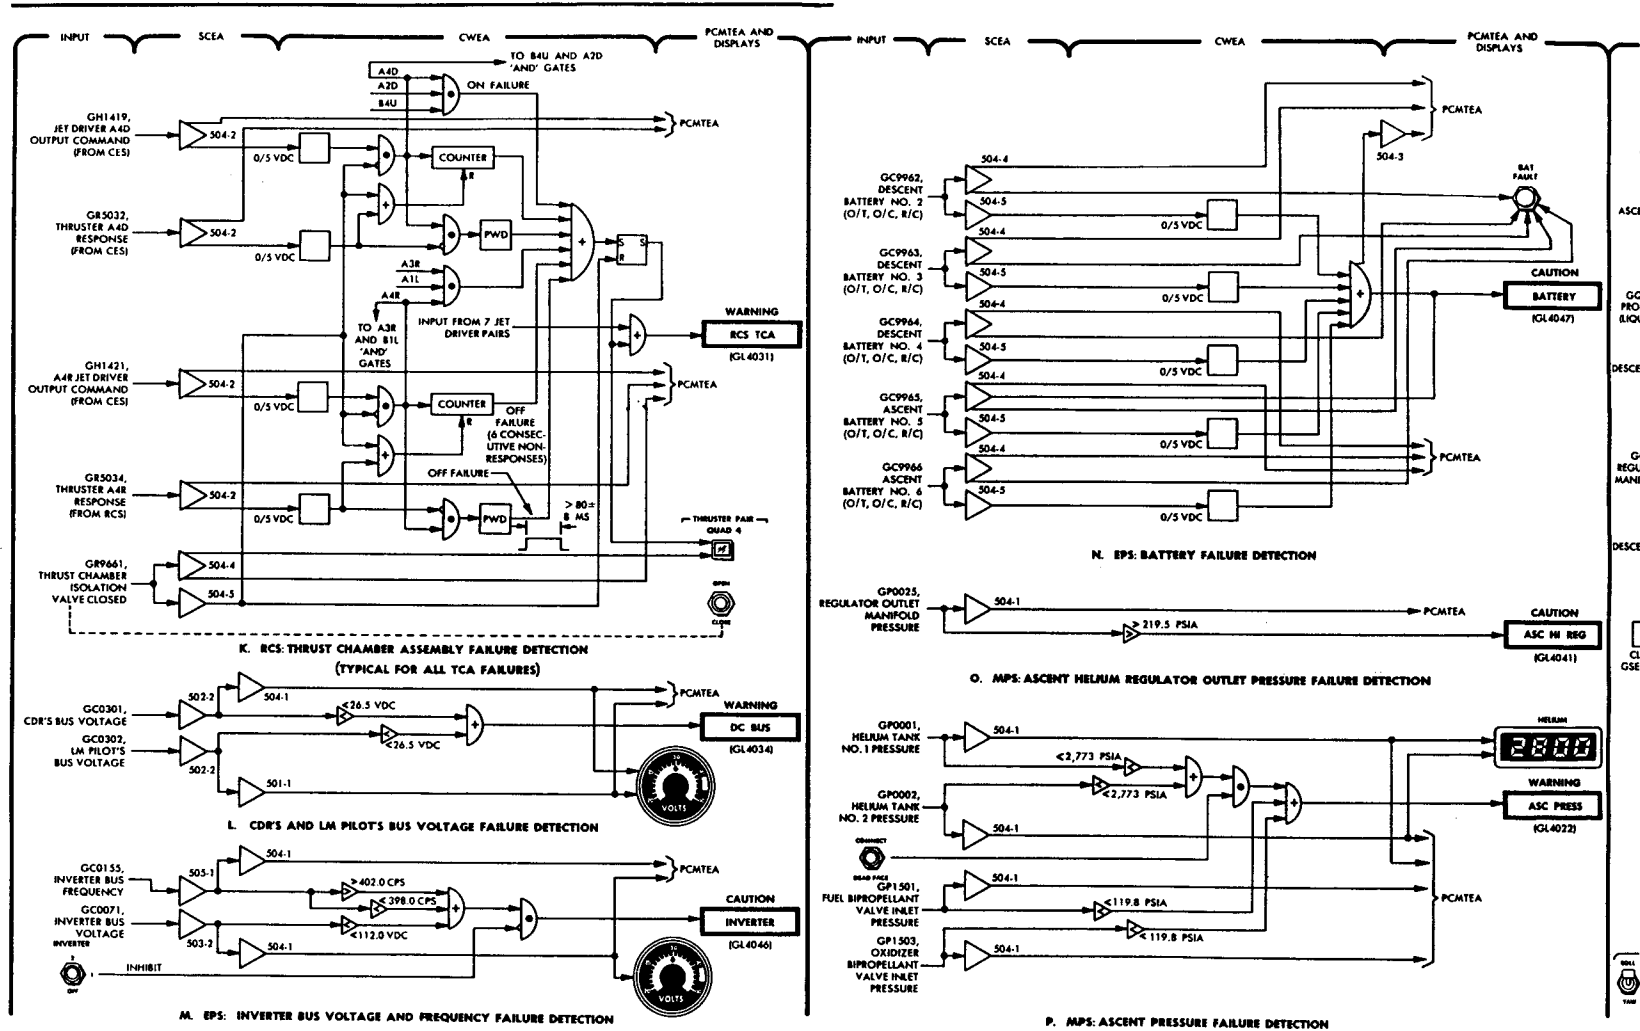 INPUT
SCEA
CWEA
PCMTEA AND
DISPLAYS
TO B4U AND A2D
'AND' GATES
A4D
A2D
B4U
ON FAILURE
GH1419,
JET DRIVER A4D
OUTPUT COMMAND
(FROM CES)
504-2
0/5 VDC
COUNTER
R
PCMTEA
GR5032,
THRUSTER A4D
RESPONSE
(FROM CES)
504-2
0/5 VDC
+
PWD
+
S S
R
A3R
A1L
A4R
TO A3R
AND B1L
'AND'
GATES
INPUT FROM 7 JET
DRIVER PAIRS
+
WARNING
RCS TCA
(GL4031)
GH1421,
A4R JET DRIVER
OUTPUT COMMAND
(FROM CES)
504-2
0/5 VDC
COUNTER
R
OFF
FAILURE
(6 CONSEC-
UTIVE NON-
RESPONSES)
PCMTEA
+
OFF FAILURE
GR5034,
THRUSTER A4R
RESPONSE
(FROM RCS)
504-2
0/5 VDC
PWD
> 80 ±
8 MS
THRUSTER PAIR
QUAD 4
GR9661,
THRUST CHAMBER
ISOLATION
VALVE CLOSED
504-4
504-5
OPEN
CLOSE
K. RCS: THRUST CHAMBER ASSEMBLY FAILURE DETECTION
(TYPICAL FOR ALL TCA FAILURES)
GC0301,
CDR'S BUS VOLTAGE
502-2
504-1
<26.5 VDC
PCMTEA
GC0302,
LM PILOT'S
BUS VOLTAGE
502-2
<26.5 VDC
+
501-1
WARNING
DC BUS
(GL4034)
VOLTS
L. CDR'S AND LM PILOT'S BUS VOLTAGE FAILURE DETECTION
GC0155,
INVERTER BUS
FREQUENCY
505-1
504-1
>402.0 CPS
<398.0 CPS
PCMTEA
GC0071,
INVERTER BUS
VOLTAGE
503-2
<112.0 VDC
+
504-1
CAUTION
INVERTER
(GL4046)
INVERTER
2
1
OFF
INHIBIT
VOLTS
M. EPS: INVERTER BUS VOLTAGE AND FREQUENCY FAILURE DETECTION
INPUT
SCEA
CWEA
PCMTEA AND
DISPLAYS
PCMTEA
504-3
BAT
FAULT
GC9962,
DESCENT
BATTERY NO. 2
(O/T, O/C, R/C)
504-4
504-5
0/5 VDC
GC9963,
DESCENT
BATTERY NO. 3
(O/T, O/C, R/C)
504-4
504-5
0/5 VDC
+
CAUTION
BATTERY
(GL4047)
GC9964,
DESCENT
BATTERY NO. 4
(O/T, O/C, R/C)
504-4
504-5
0/5 VDC
GC9965,
ASCENT
BATTERY NO. 5
(O/T, O/C, R/C)
504-4
504-5
0/5 VDC
PCMTEA
GC9966
ASCENT
BATTERY NO. 6
(O/T, O/C, R/C)
504-4
504-5
0/5 VDC
N. EPS: BATTERY FAILURE DETECTION
GP0025,
REGULATOR OUTLET
MANIFOLD
PRESSURE
504-1
PCMTEA
> 219.5 PSIA
CAUTION
ASC HI REG
(GL4041)
O. MPS: ASCENT HELIUM REGULATOR OUTLET PRESSURE FAILURE DETECTION
GP0001,
HELIUM TANK
NO. 1 PRESSURE
504-1
<2,773 PSIA
HELIUM
2800
GP0002,
HELIUM TANK
NO. 2 PRESSURE
<2,773 PSIA
+
+
504-1
WARNING
ASC PRESS
(GL4022)
CONNECT
DEAD FACE
GP1501,
FUEL BIPROPELLANT
VALVE INLET
PRESSURE
504-1
<119.8 PSIA
PCMTEA
GP1503,
OXIDIZER
BIPROPELLANT
VALVE INLET
PRESSURE
<119.8 PSIA
504-1
P. MPS: ASCENT PRESSURE FAILURE DETECTION
ASCE
GC
PRO
(LIQU
DESCE
G
REGU
MANI
DESCE
CL
GSE